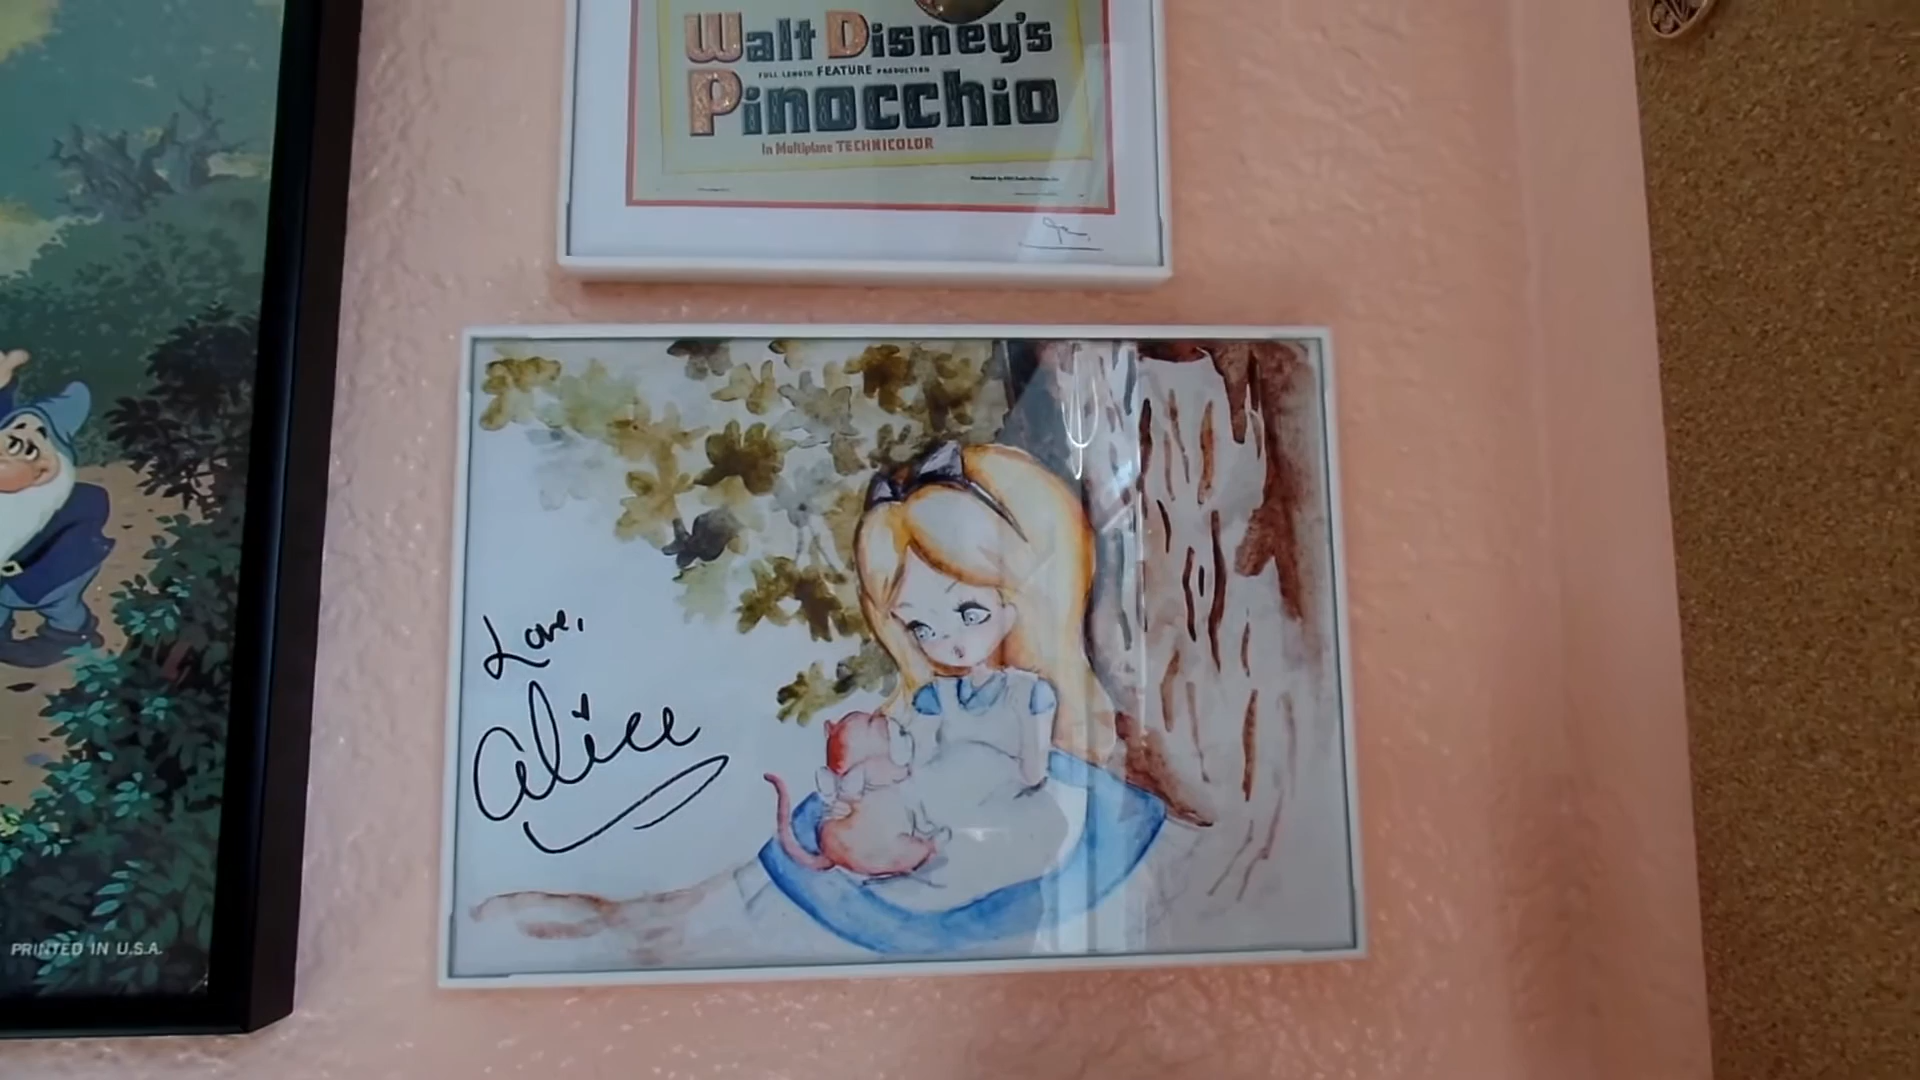 Walt Disney's
FULL LENGTH FEATURE PRODUCTION
Pinocchio
In Multiplane TECHNICOLOR
Love,
Alice
PRINTED IN U.S.A.